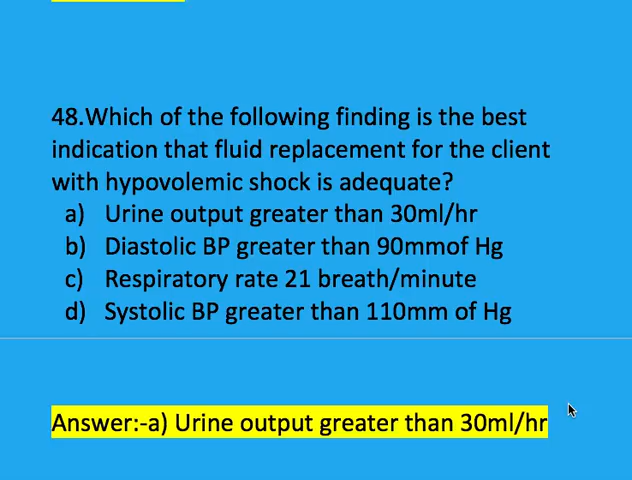 48.Which of the following finding is the best
indication that fluid replacement for the client
with hypovolemic shock is adequate?
a) Urine output greater than 30ml/hr
b) Diastolic BP greater than 90mmof Hg
c) Respiratory rate 21 breath/minute
d) Systolic BP greater than 110mm of Hg
Answer:-a) Urine output greater than 30ml/hr